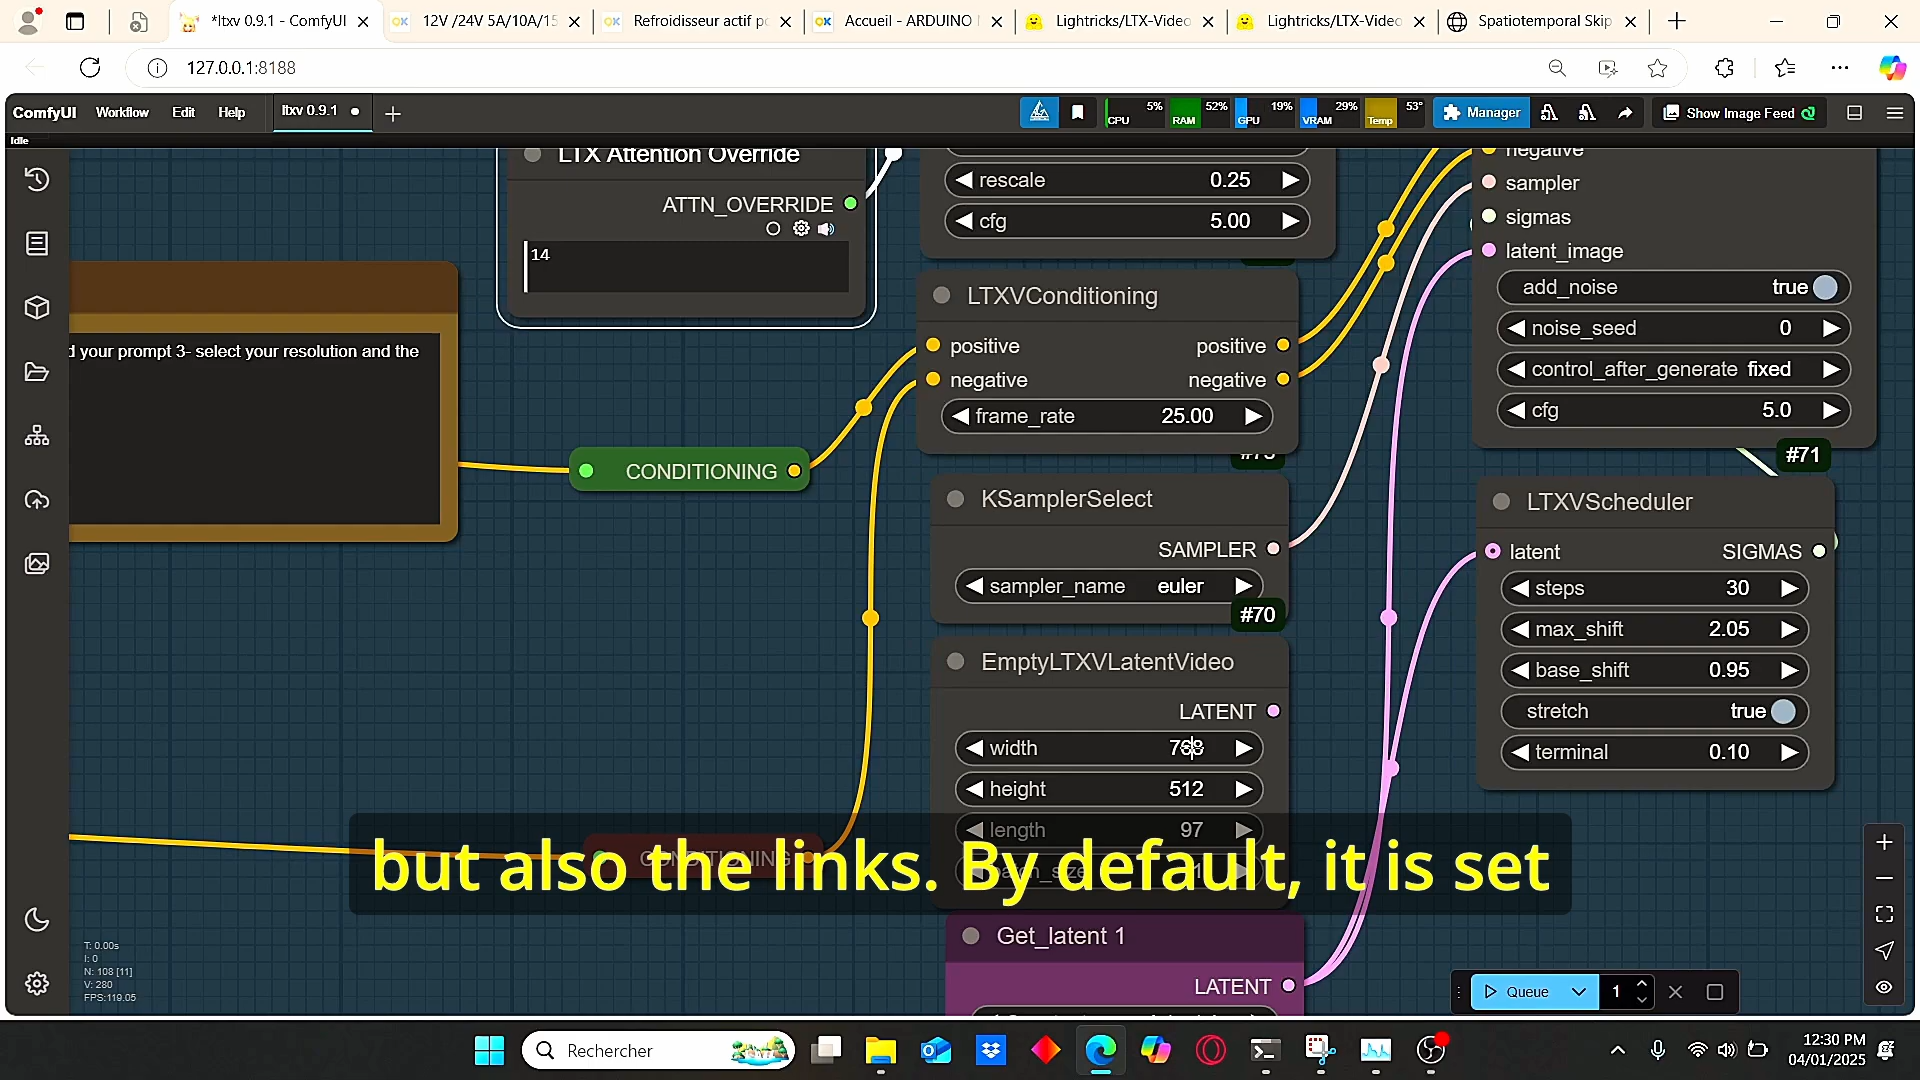 *ltxv 0.9.1 - ComfyUI
12V /24V 5A/10A/15
Refroidisseur actif po
Accueil - ARDUINO
Lightricks/LTX-Video
Lightricks/LTX-Video
Spatiotemporal Skip
127.0.0.1:8188
ComfyUI Workflow Edit Help ltxv 0.9.1
CPU 5% RAM 52% GPU 19% VRAM 29% Temp 53°
Manager
Show Image Feed
Idle
LTX Attention Override
ATTN_OVERRIDE
14
rescale 0.25
cfg 5.00
negative
sampler
sigmas
latent_image
add_noise true
noise_seed 0
control_after_generate fixed
cfg 5.0
#71
d your prompt 3- select your resolution and the
LTXVConditioning
positive positive
negative negative
frame_rate 25.00
CONDITIONING
KSamplerSelect
SAMPLER
sampler_name euler
#70
LTXVScheduler
latent SIGMAS
steps 30
max_shift 2.05
base_shift 0.95
stretch true
terminal 0.10
EmptyLTXVLatentVideo
LATENT
width 768
height 512
length 97
batch_size 1
CONDITIONING
but also the links. By default, it is set
Get_latent 1
LATENT
T: 0.00s
I: 0
N: 108 [11]
V: 280
FPS:119.05
Queue 1
Rechercher
12:30 PM
04/01/2025